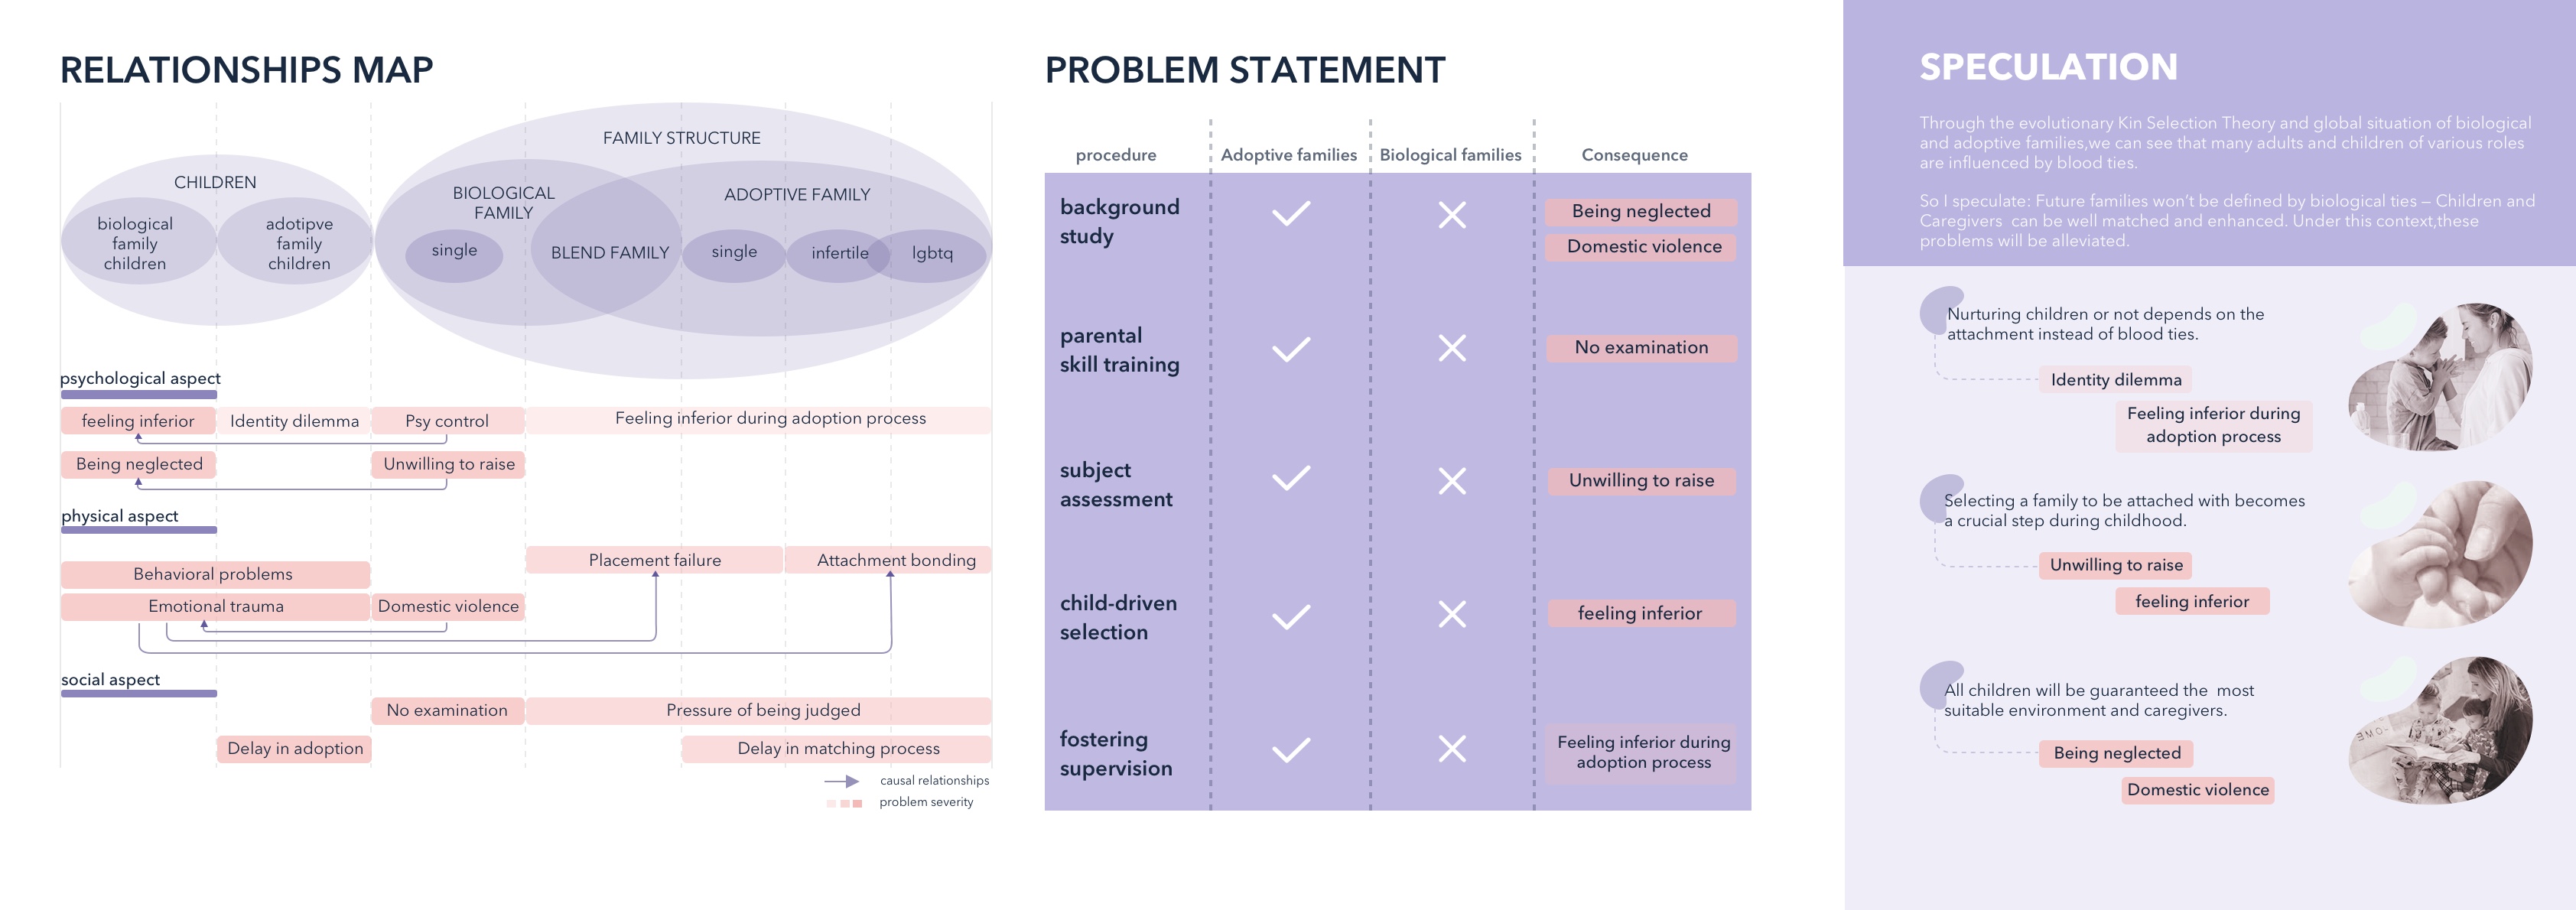 RELATIONSHIPS MAP
FAMILY STRUCTURE
CHILDREN
biological
family
children
adotipve
family
children
BIOLOGICAL
FAMILY
ADOPTIVE FAMILY
single
BLEND FAMILY
single
infertile
lgbtq
psychological aspect
feeling inferior
Identity dilemma
Psy control
Feeling inferior during adoption process
Being neglected
Unwilling to raise
physical aspect
Placement failure
Attachment bonding
Behavioral problems
Emotional trauma
Domestic violence
social aspect
No examination
Pressure of being judged
Delay in adoption
Delay in matching process
causal relationships
problem severity
PROBLEM STATEMENT
procedure
Adoptive families
Biological families
Consequence
background
study
Being neglected
Domestic violence
parental
skill training
No examination
subject
assessment
Unwilling to raise
child-driven
selection
feeling inferior
fostering
supervision
Feeling inferior during
adoption process
SPECULATION
Through the evolutionary Kin Selection Theory and global situation of biological
and adoptive families,we can see that many adults and children of various roles
are influenced by blood ties.
So I speculate: Future families won't be defined by biological ties – Children and
Caregivers can be well matched and enhanced. Under this context,these
problems will be alleviated.
Nurturing children or not depends on the
attachment instead of blood ties.
Identity dilemma
Feeling inferior during
adoption process
Selecting a family to be attached with becomes
a crucial step during childhood.
Unwilling to raise
feeling inferior
All children will be guaranteed the most
suitable environment and caregivers.
Being neglected
Domestic violence